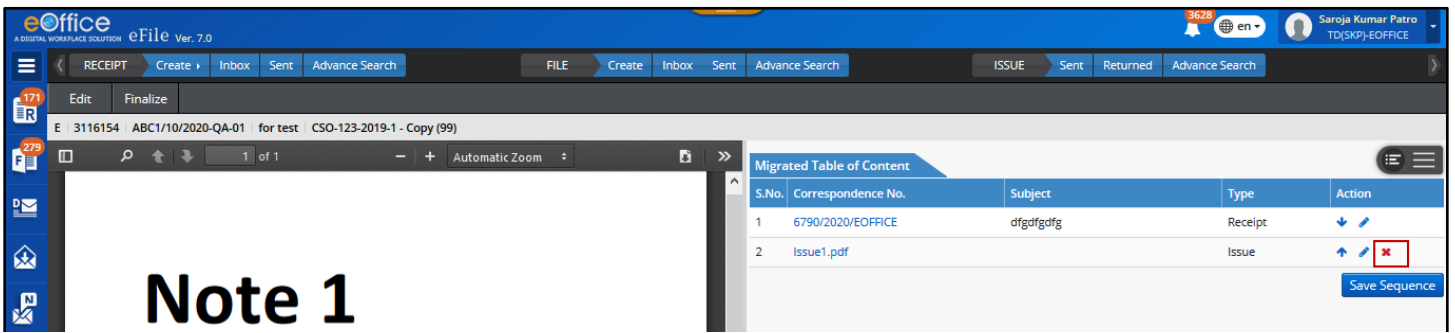 eOffice
A DIGITAL WORKPLACE SOLUTION eFile Ver. 7.0
3628 en Saroja Kumar Patro
TD(SKP)-EOFFICE
RECEIPT Create Inbox Sent Advance Search FILE Create Inbox Sent Advance Search ISSUE Sent Returned Advance Search
171 R
Edit Finalize
E 3116154 ABC1/10/2020-QA-01 for test CSO-123-2019-1 - Copy (99)
279 F
1 of 1 Automatic Zoom
Migrated Table of Content
S.No. Correspondence No. Subject Type Action
1 6790/2020/EOFFICE dfgdfgdfg Receipt
2 Issue1.pdf Issue
Save Sequence
D
N
Note 1